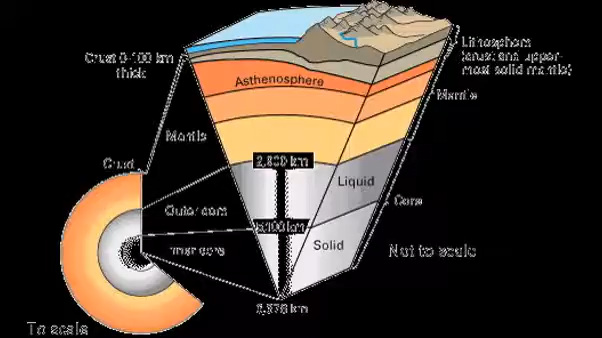 Crust 0-100 km
thick
Lithosphere
(crust and upper-
most solid mantle)
Asthenosphere
Mantle
Mantle
Crust
2,900 km
Liquid
Core
Outer core
5,100 km
Inner core
Solid
Not to scale
6,378 km
To scale